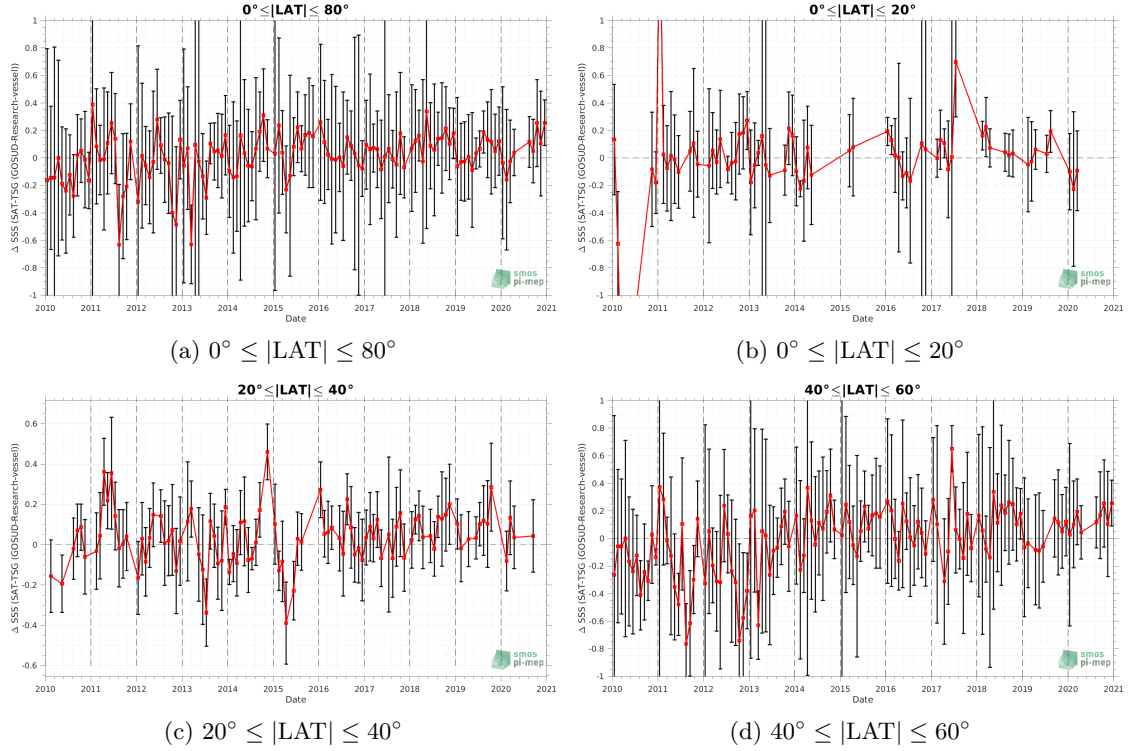 0°≤|LAT|≤ 80°
Δ SSS (SAT-TSG (GOSUD-Research-vessel))
1
0.8
0.6
0.4
0.2
0
-0.2
-0.4
-0.6
-0.8
-1
2010 2011 2012 2013 2014 2015 2016 2017 2018 2019 2020 2021
Date
smos
pi-mep
(a) 0° ≤ |LAT| ≤ 80°
0°≤|LAT|≤ 20°
Δ SSS (SAT-TSG (GOSUD-Research-vessel))
1
0.8
0.6
0.4
0.2
0
-0.2
-0.4
-0.6
-0.8
-1
2010 2011 2012 2013 2014 2015 2016 2017 2018 2019 2020 2021
Date
smos
pi-mep
(b) 0° ≤ |LAT| ≤ 20°
20°≤|LAT|≤ 40°
Δ SSS (SAT-TSG (GOSUD-Research-vessel))
0.6
0.4
0.2
0
-0.2
-0.4
-0.6
2010 2011 2012 2013 2014 2015 2016 2017 2018 2019 2020 2021
Date
smos
pi-mep
(c) 20° ≤ |LAT| ≤ 40°
40°≤|LAT|≤ 60°
Δ SSS (SAT-TSG (GOSUD-Research-vessel))
1
0.8
0.6
0.4
0.2
0
-0.2
-0.4
-0.6
-0.8
-1
2010 2011 2012 2013 2014 2015 2016 2017 2018 2019 2020 2021
Date
smos
pi-mep
(d) 40° ≤ |LAT| ≤ 60°